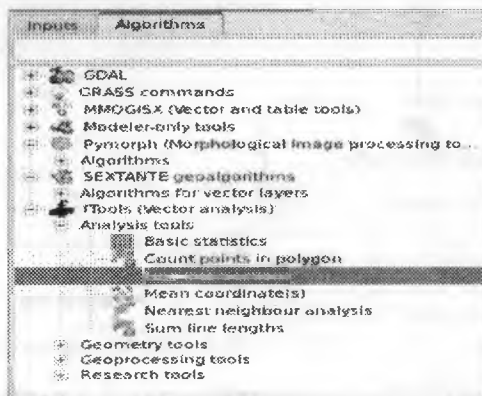 Inputs Algorithms
GDAL
GRASS commands
MMQGISX (Vector and table tools)
Modeler-only tools
Pymorph (Morphological image processing to...
Algorithms
SEXTANTE geoalgorithms
Algorithms for vector layers
fTools (Vector analysis)
Analysis tools
Basic statistics
Count points in polygon
Mean coordinate(s)
Nearest neighbour analysis
Sum line lengths
Geometry tools
Geoprocessing tools
Research tools